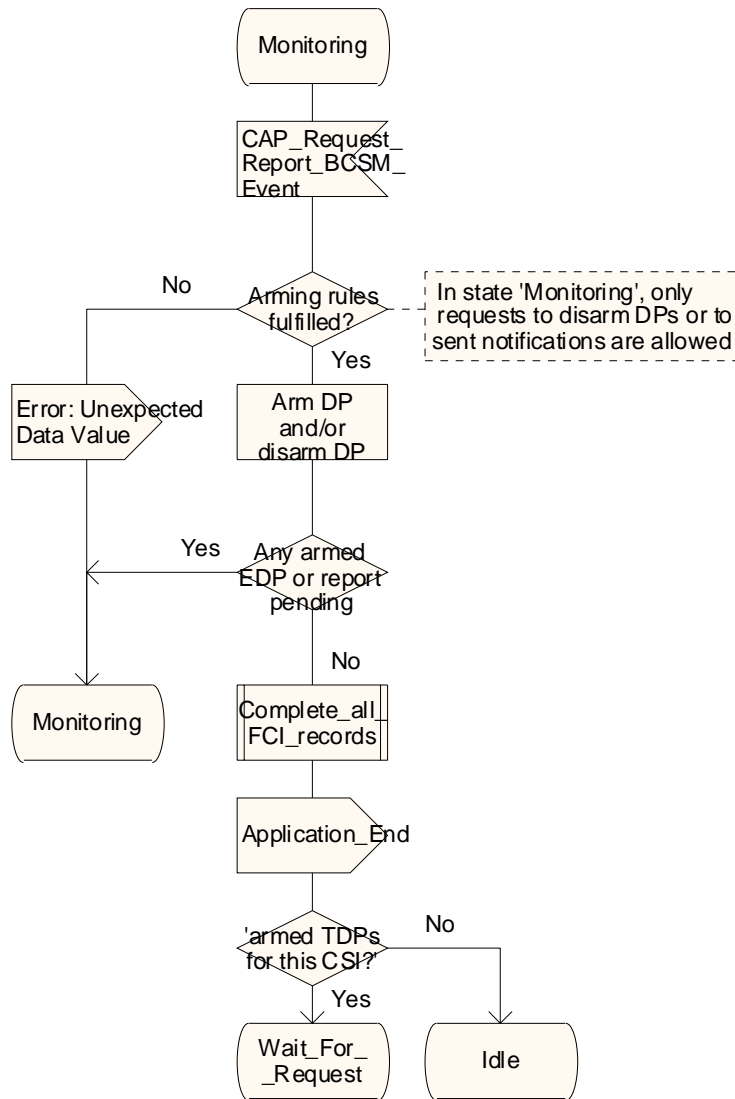 Monitoring
CAP_Request_
Report_BCSM_
Event
No
Arming rules
fulfilled?
In state 'Monitoring', only
requests to disarm DPs or to
sent notifications are allowed
Yes
Error: Unexpected
Data Value
Arm DP
and/or
disarm DP
Yes
Any armed
EDP or report
pending
No
Monitoring
Complete_all_
FCI_records
Application_End
'armed TDPs
for this CSI?'
No
Yes
Wait_For_
_Request
Idle